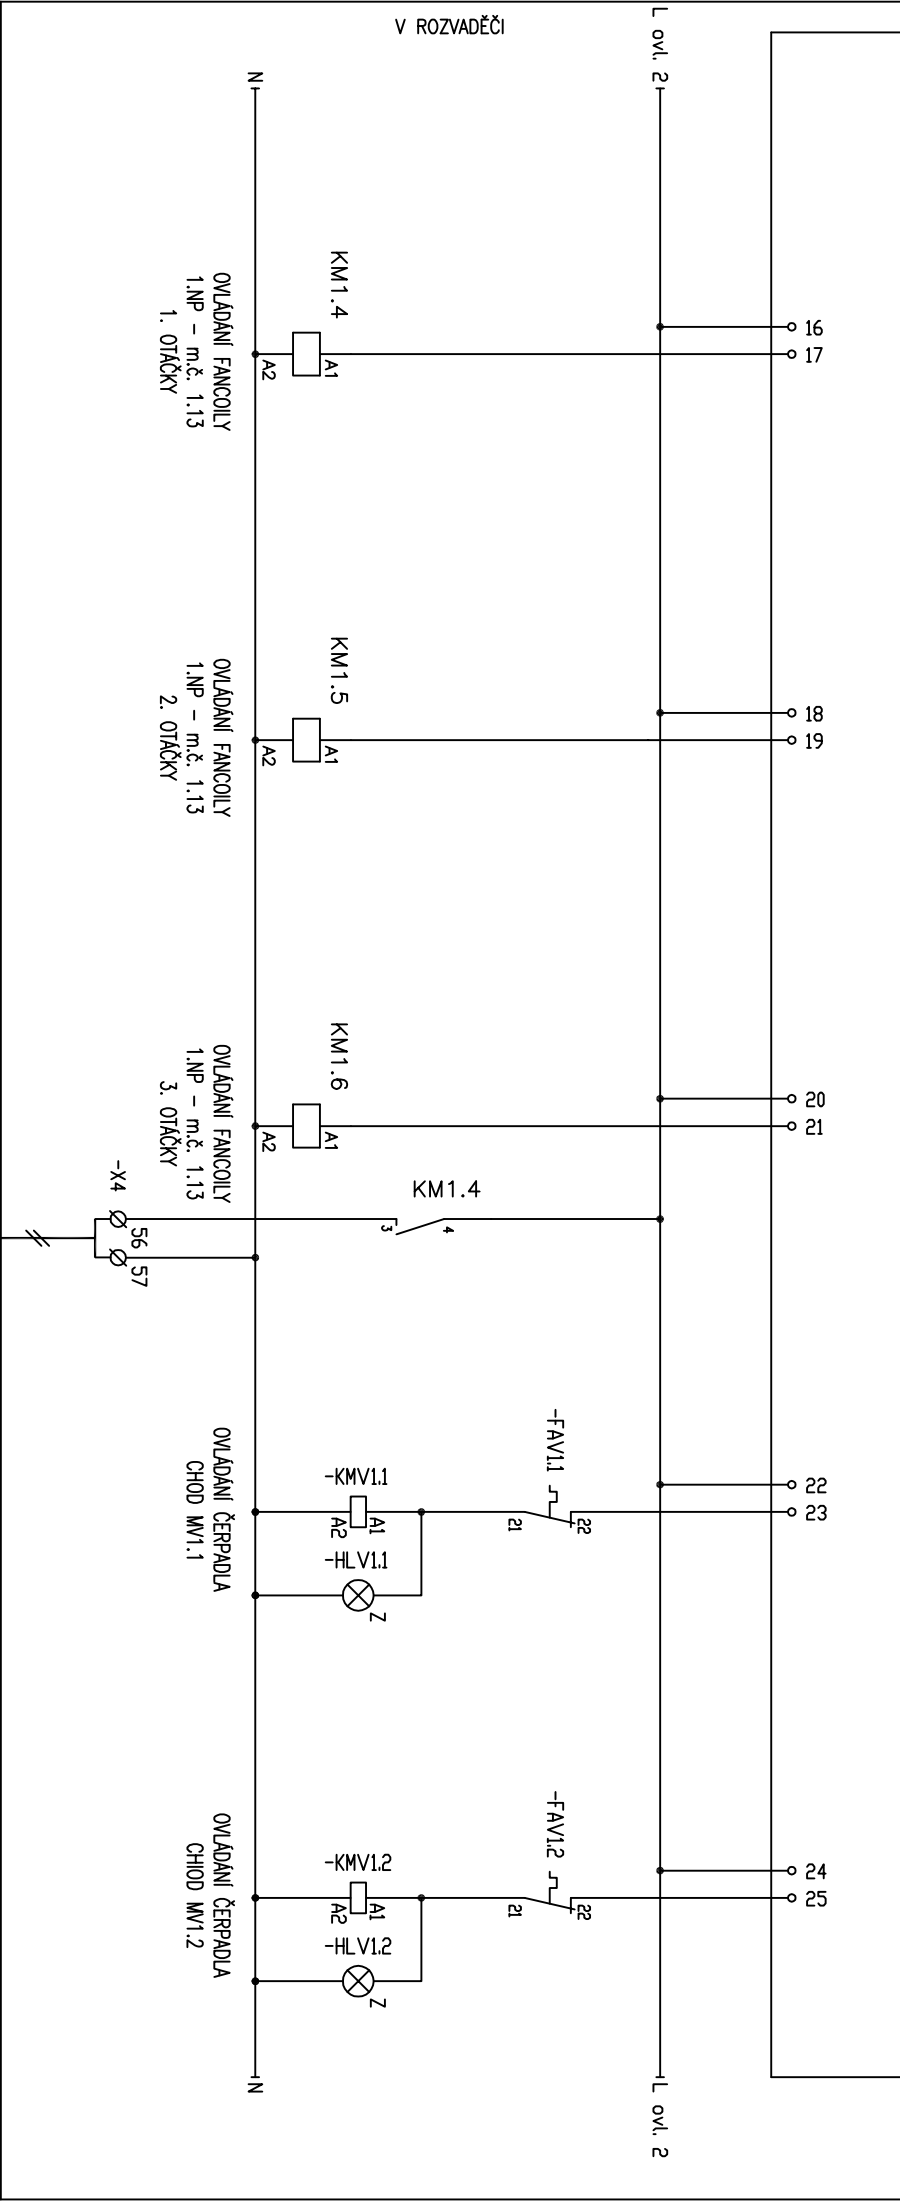 V ROZVADĚČI
L ovl. 2
N
16
17
KM1.4
A1
A2
OVLÁDÁNÍ FANCOILY
1.NP - m.č. 1.13
1. OTÁČKY
18
19
KM1.5
A1
A2
OVLÁDÁNÍ FANCOILY
1.NP - m.č. 1.13
2. OTÁČKY
20
21
KM1.6
A1
A2
OVLÁDÁNÍ FANCOILY
1.NP - m.č. 1.13
3. OTÁČKY
KM1.4
3
4
-X4
56
57
22
23
-FAV1.1
21
22
-KMV1.1
A1
A2
-HLV1.1
Z
OVLÁDÁNÍ ČERPADLA
CHOD MV1.1
24
25
-FAV1.2
21
22
-KMV1.2
A1
A2
-HLV1.2
Z
OVLÁDÁNÍ ČERPADLA
CHIOD MV1.2
N
L ovl. 2